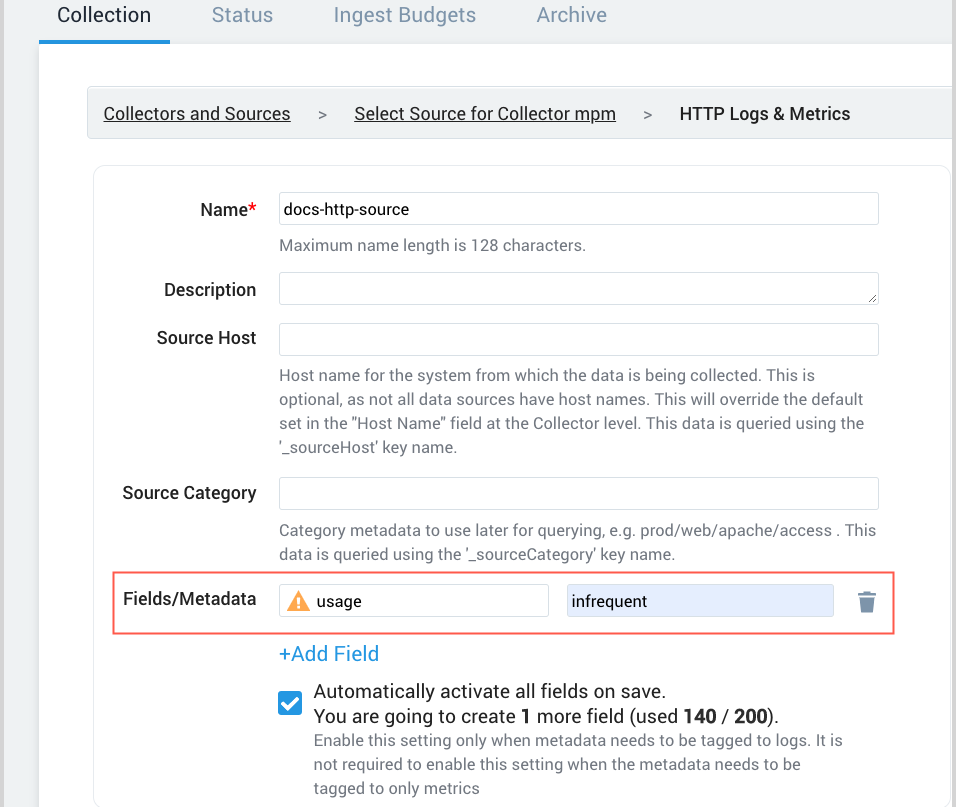 Collection Status Ingest Budgets Archive
Collectors and Sources > Select Source for Collector mpm > HTTP Logs & Metrics
Name* docs-http-source
Maximum name length is 128 characters.
Description
Source Host
Host name for the system from which the data is being collected. This is
optional, as not all data sources have host names. This will override the default
set in the "Host Name" field at the Collector level. This data is queried using the
'_sourceHost' key name.
Source Category
Category metadata to use later for querying, e.g. prod/web/apache/access . This
data is queried using the '_sourceCategory' key name.
Fields/Metadata usage infrequent
+Add Field
Automatically activate all fields on save.
You are going to create 1 more field (used 140 / 200).
Enable this setting only when metadata needs to be tagged to logs. It is
not required to enable this setting when the metadata needs to be
tagged to only metrics